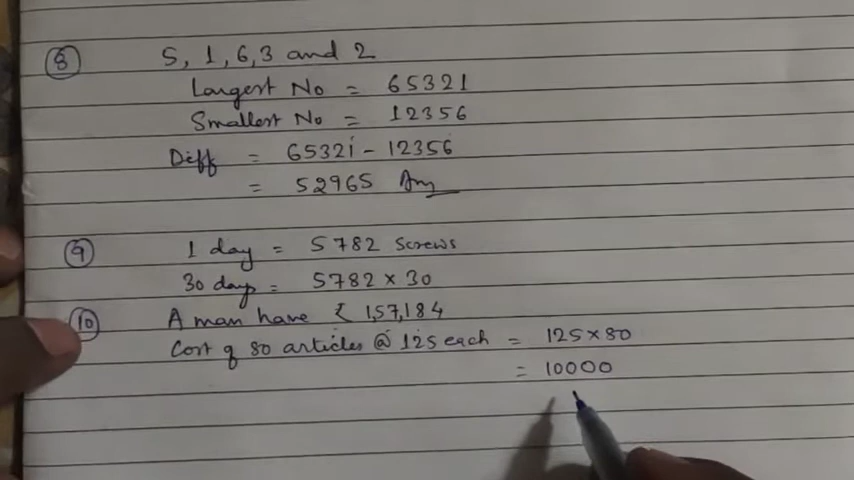 8 5, 1, 6, 3 and 2
Largest No = 65321
Smallest No = 12356
Diff = 65321 - 12356
= 52965 Ans
9 1 day = 5782 screws
30 days = 5782 × 30
10 A man have ₹ 1,57,184
Cost of 80 articles @ 125 each = 125 × 80
= 10000